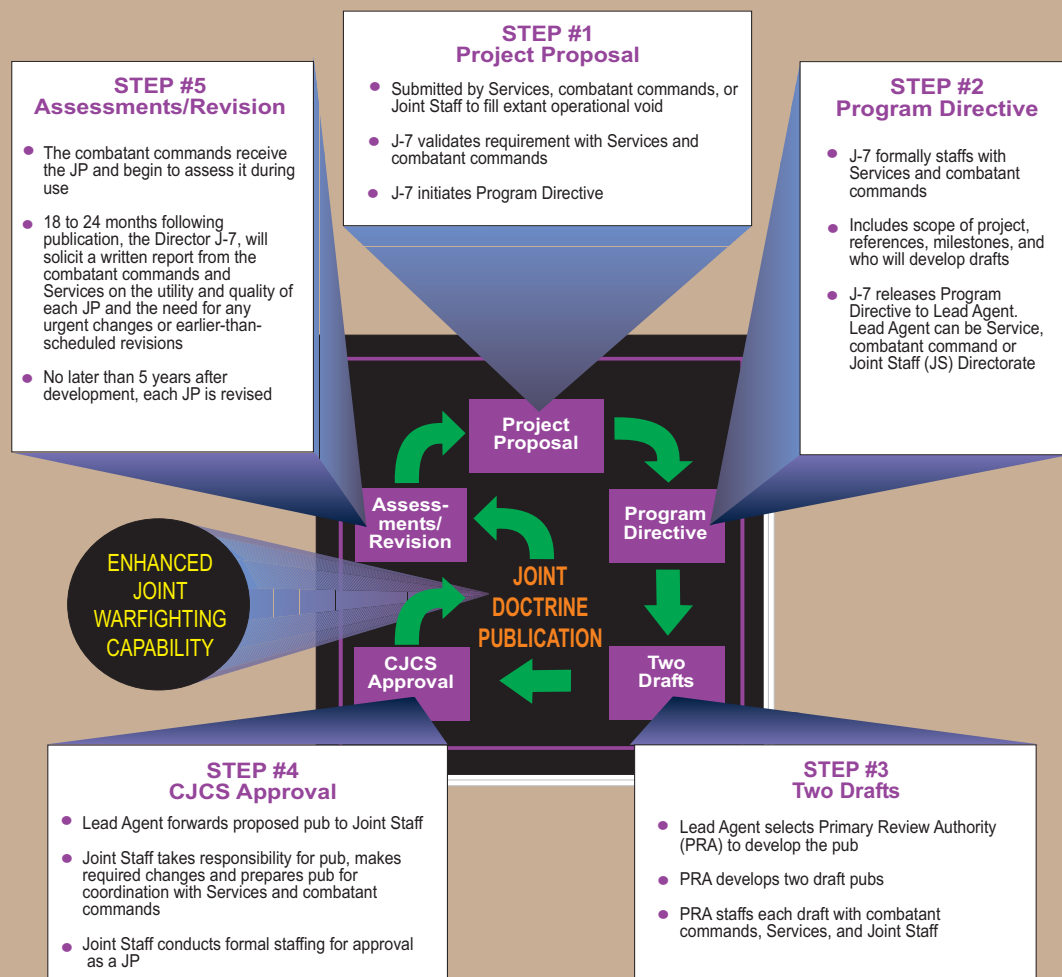 STEP #1
Project Proposal
• Submitted by Services, combatant commands, or
Joint Staff to fill extant operational void
• J-7 validates requirement with Services and
combatant commands
• J-7 initiates Program Directive
STEP #5
Assessments/Revision
• The combatant commands receive
the JP and begin to assess it during
use
• 18 to 24 months following
publication, the Director J-7, will
solicit a written report from the
combatant commands and
Services on the utility and quality of
each JP and the need for any
urgent changes or earlier-than-
scheduled revisions
• No later than 5 years after
development, each JP is revised
STEP #2
Program Directive
• J-7 formally staffs with
Services and combatant
commands
• Includes scope of project,
references, milestones, and
who will develop drafts
• J-7 releases Program
Directive to Lead Agent.
Lead Agent can be Service,
combatant command or
Joint Staff (JS) Directorate
Project
Proposal
Assess-
ments/
Revision
Program
Directive
ENHANCED
JOINT
WARFIGHTING
CAPABILITY
JOINT
DOCTRINE
PUBLICATION
CJCS
Approval
Two
Drafts
STEP #4
CJCS Approval
• Lead Agent forwards proposed pub to Joint Staff
• Joint Staff takes responsibility for pub, makes
required changes and prepares pub for
coordination with Services and combatant
commands
• Joint Staff conducts formal staffing for approval
as a JP
STEP #3
Two Drafts
• Lead Agent selects Primary Review Authority
(PRA) to develop the pub
• PRA develops two draft pubs
• PRA staffs each draft with combatant
commands, Services, and Joint Staff